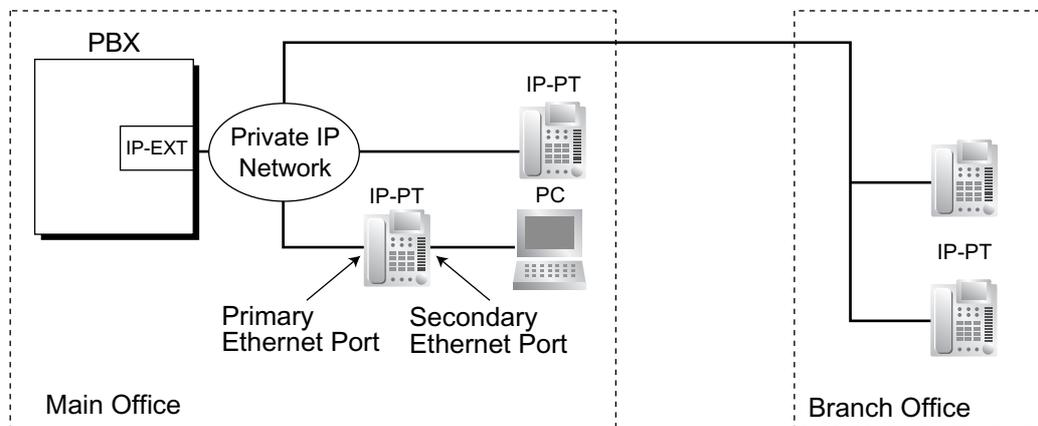 PBX
IP-EXT
Private IP
Network
IP-PT
IP-PT
PC
Primary
Ethernet Port
Secondary
Ethernet Port
Main Office
IP-PT
Branch Office